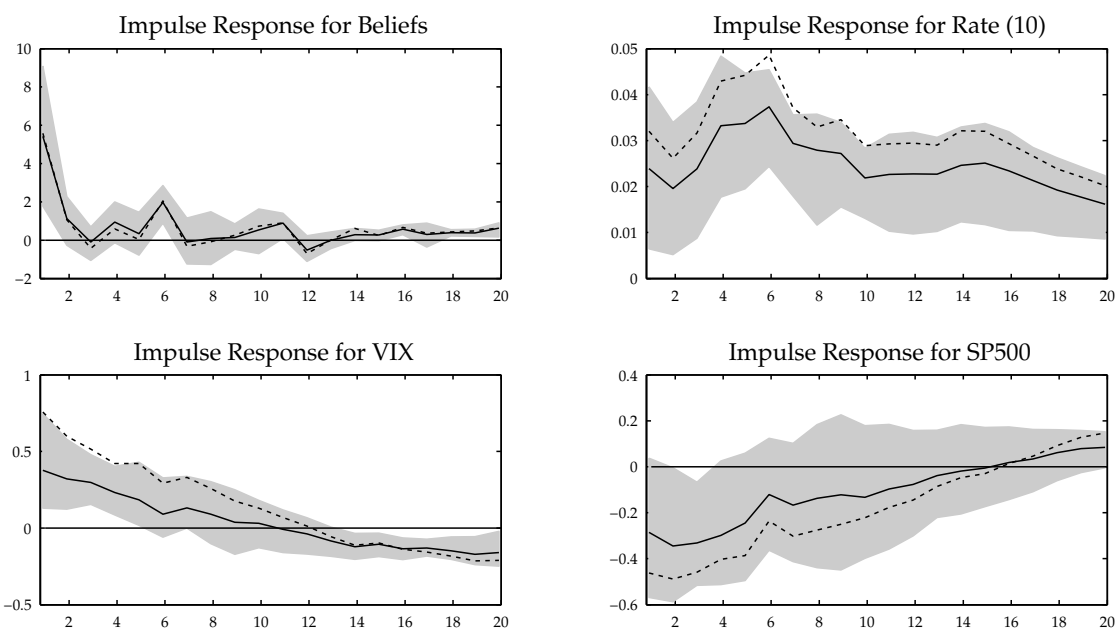 Impulse Response for Beliefs
10
8
6
4
2
0
−2
2 4 6 8 10 12 14 16 18 20
Impulse Response for Rate (10)
0.05
0.04
0.03
0.02
0.01
0
2 4 6 8 10 12 14 16 18 20
Impulse Response for VIX
1
0.5
0
−0.5
2 4 6 8 10 12 14 16 18 20
Impulse Response for SP500
0.4
0.2
0
−0.2
−0.4
−0.6
2 4 6 8 10 12 14 16 18 20